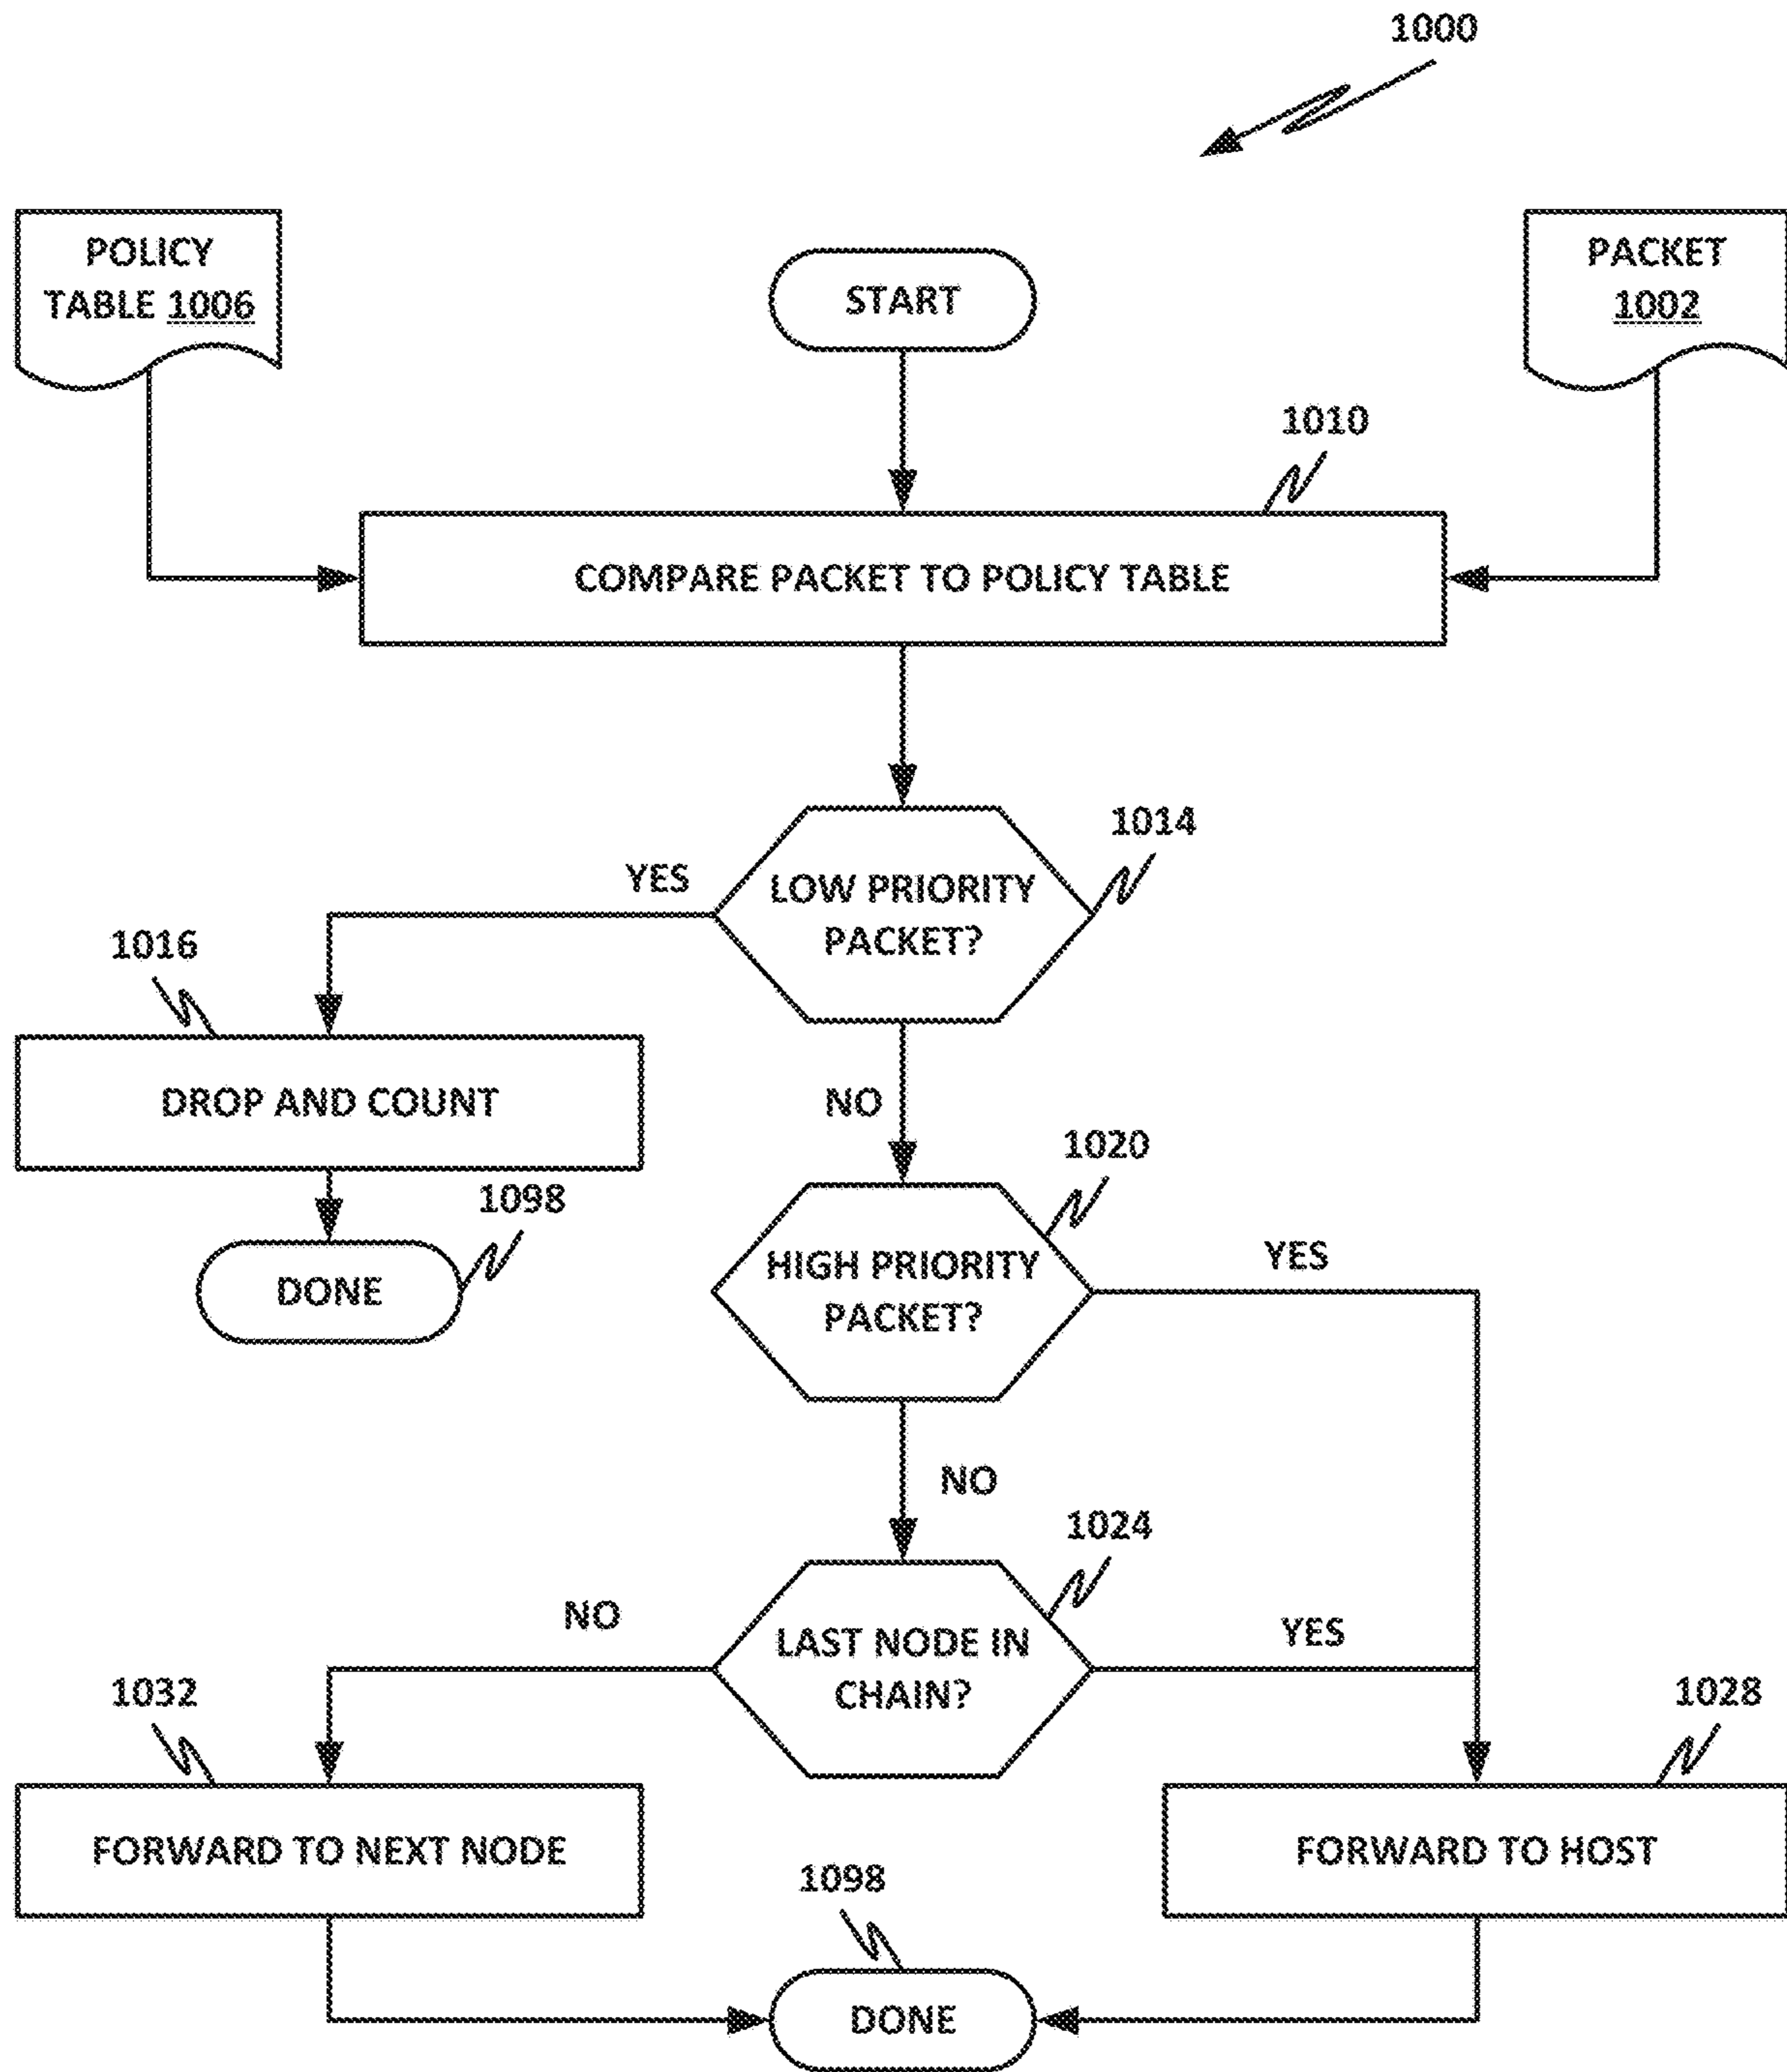 1000
POLICY
TABLE 1006
START
PACKET
1002
1010
COMPARE PACKET TO POLICY TABLE
1014
YES
LOW PRIORITY
PACKET?
1016
DROP AND COUNT
NO
1020
1098
DONE
HIGH PRIORITY
PACKET?
YES
NO
1024
NO
LAST NODE IN
CHAIN?
YES
1032
1028
FORWARD TO NEXT NODE
FORWARD TO HOST
1098
DONE